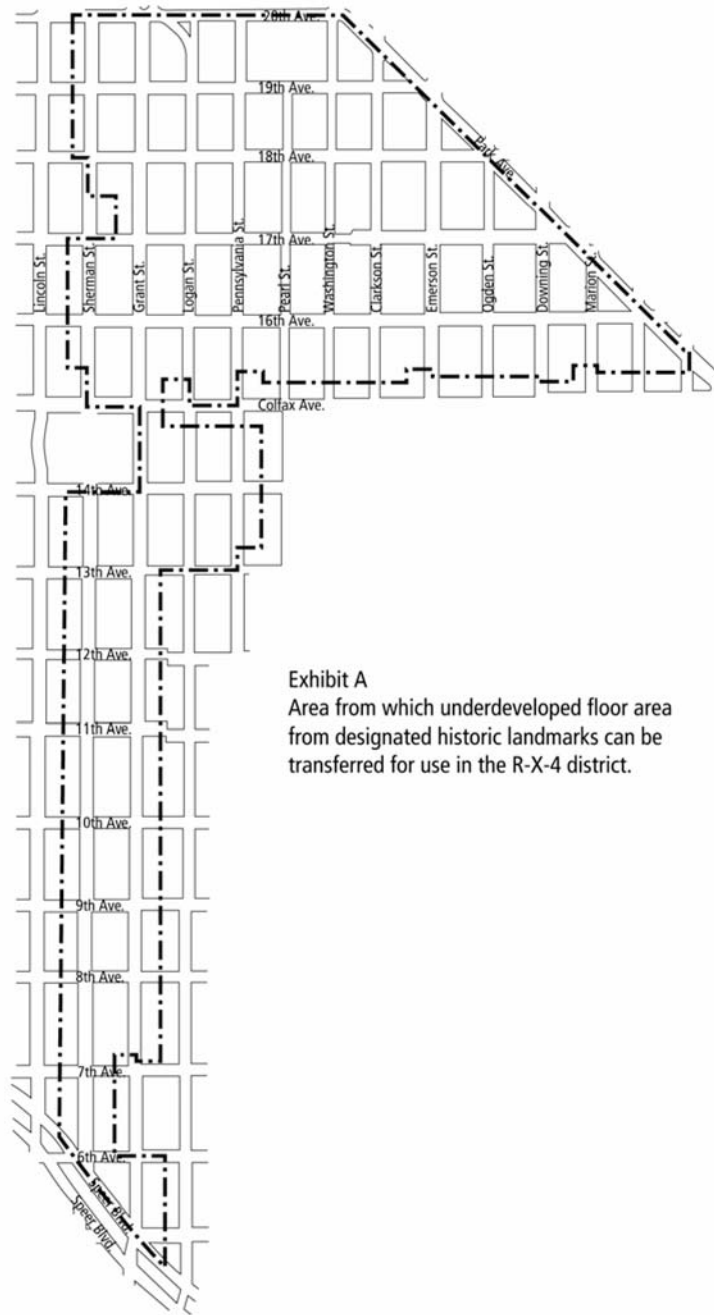 20th Ave.
19th Ave.
Park Ave.
18th Ave.
17th Ave.
Lincoln St.
Sherman St.
Grant St.
Logan St.
Pennsylvania St.
Pearl St.
Washington St.
Clarkson St.
Emerson St.
Ogden St.
Downing St.
Marion St.
16th Ave.
Colfax Ave.
14th Ave.
13th Ave.
12th Ave.
11th Ave.
10th Ave.
9th Ave.
8th Ave.
7th Ave.
6th Ave.
Speer Blvd.
Speer Blvd.
Exhibit A
Area from which underdeveloped floor area
from designated historic landmarks can be
transferred for use in the R-X-4 district.